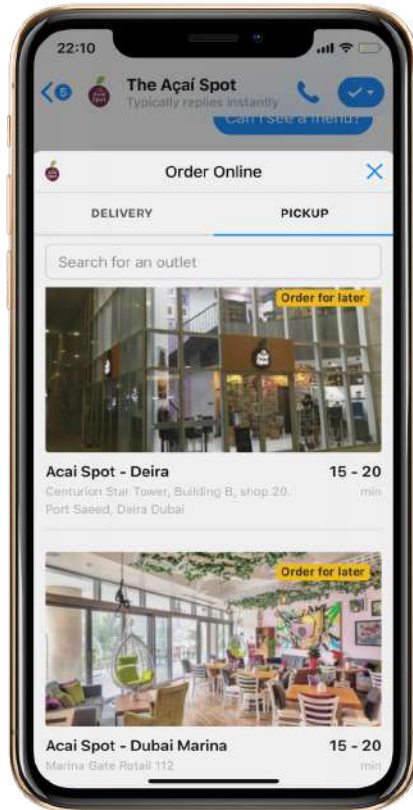 22:10
5
The Açaí Spot
Typically replies instantly
Can I see a menu?
Order Online
DELIVERY
PICKUP
Search for an outlet
Order for later
Acai Spot - Deira
15 - 20
Centurion Star Tower, Building B, shop 20.
min
Port Saeed, Deira Dubai
Order for later
Acai Spot - Dubai Marina
15 - 20
Marina Gate Retail 112
min